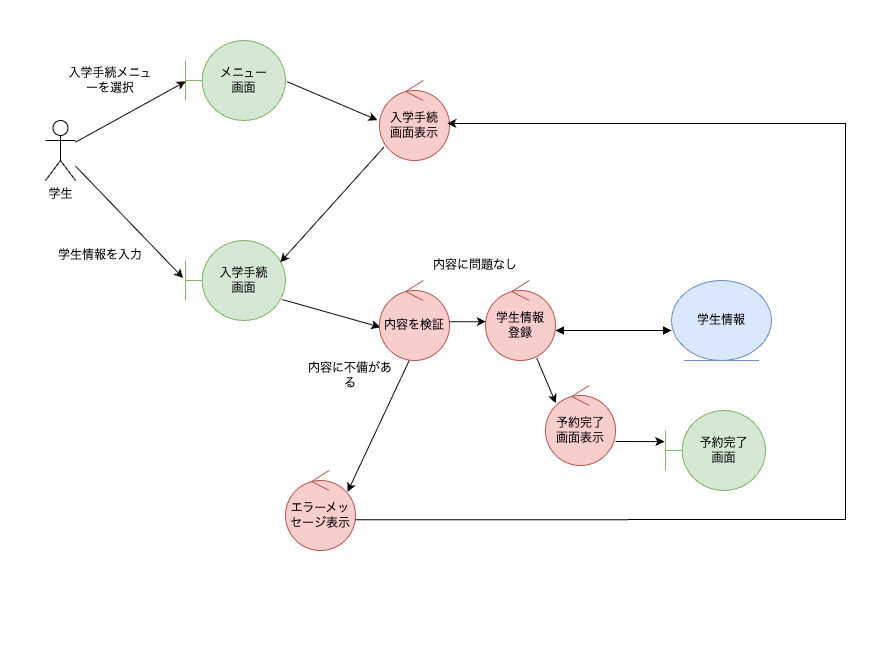 入学手続メニュ
ーを選択
メニュー
画面
入学手続
画面表示
学生
学生情報を入力
入学手続
画面
内容に問題なし
内容を検証
学生情報
登録
学生情報
内容に不備があ
る
予約完了
画面表示
予約完了
画面
エラーメッ
セージ表示